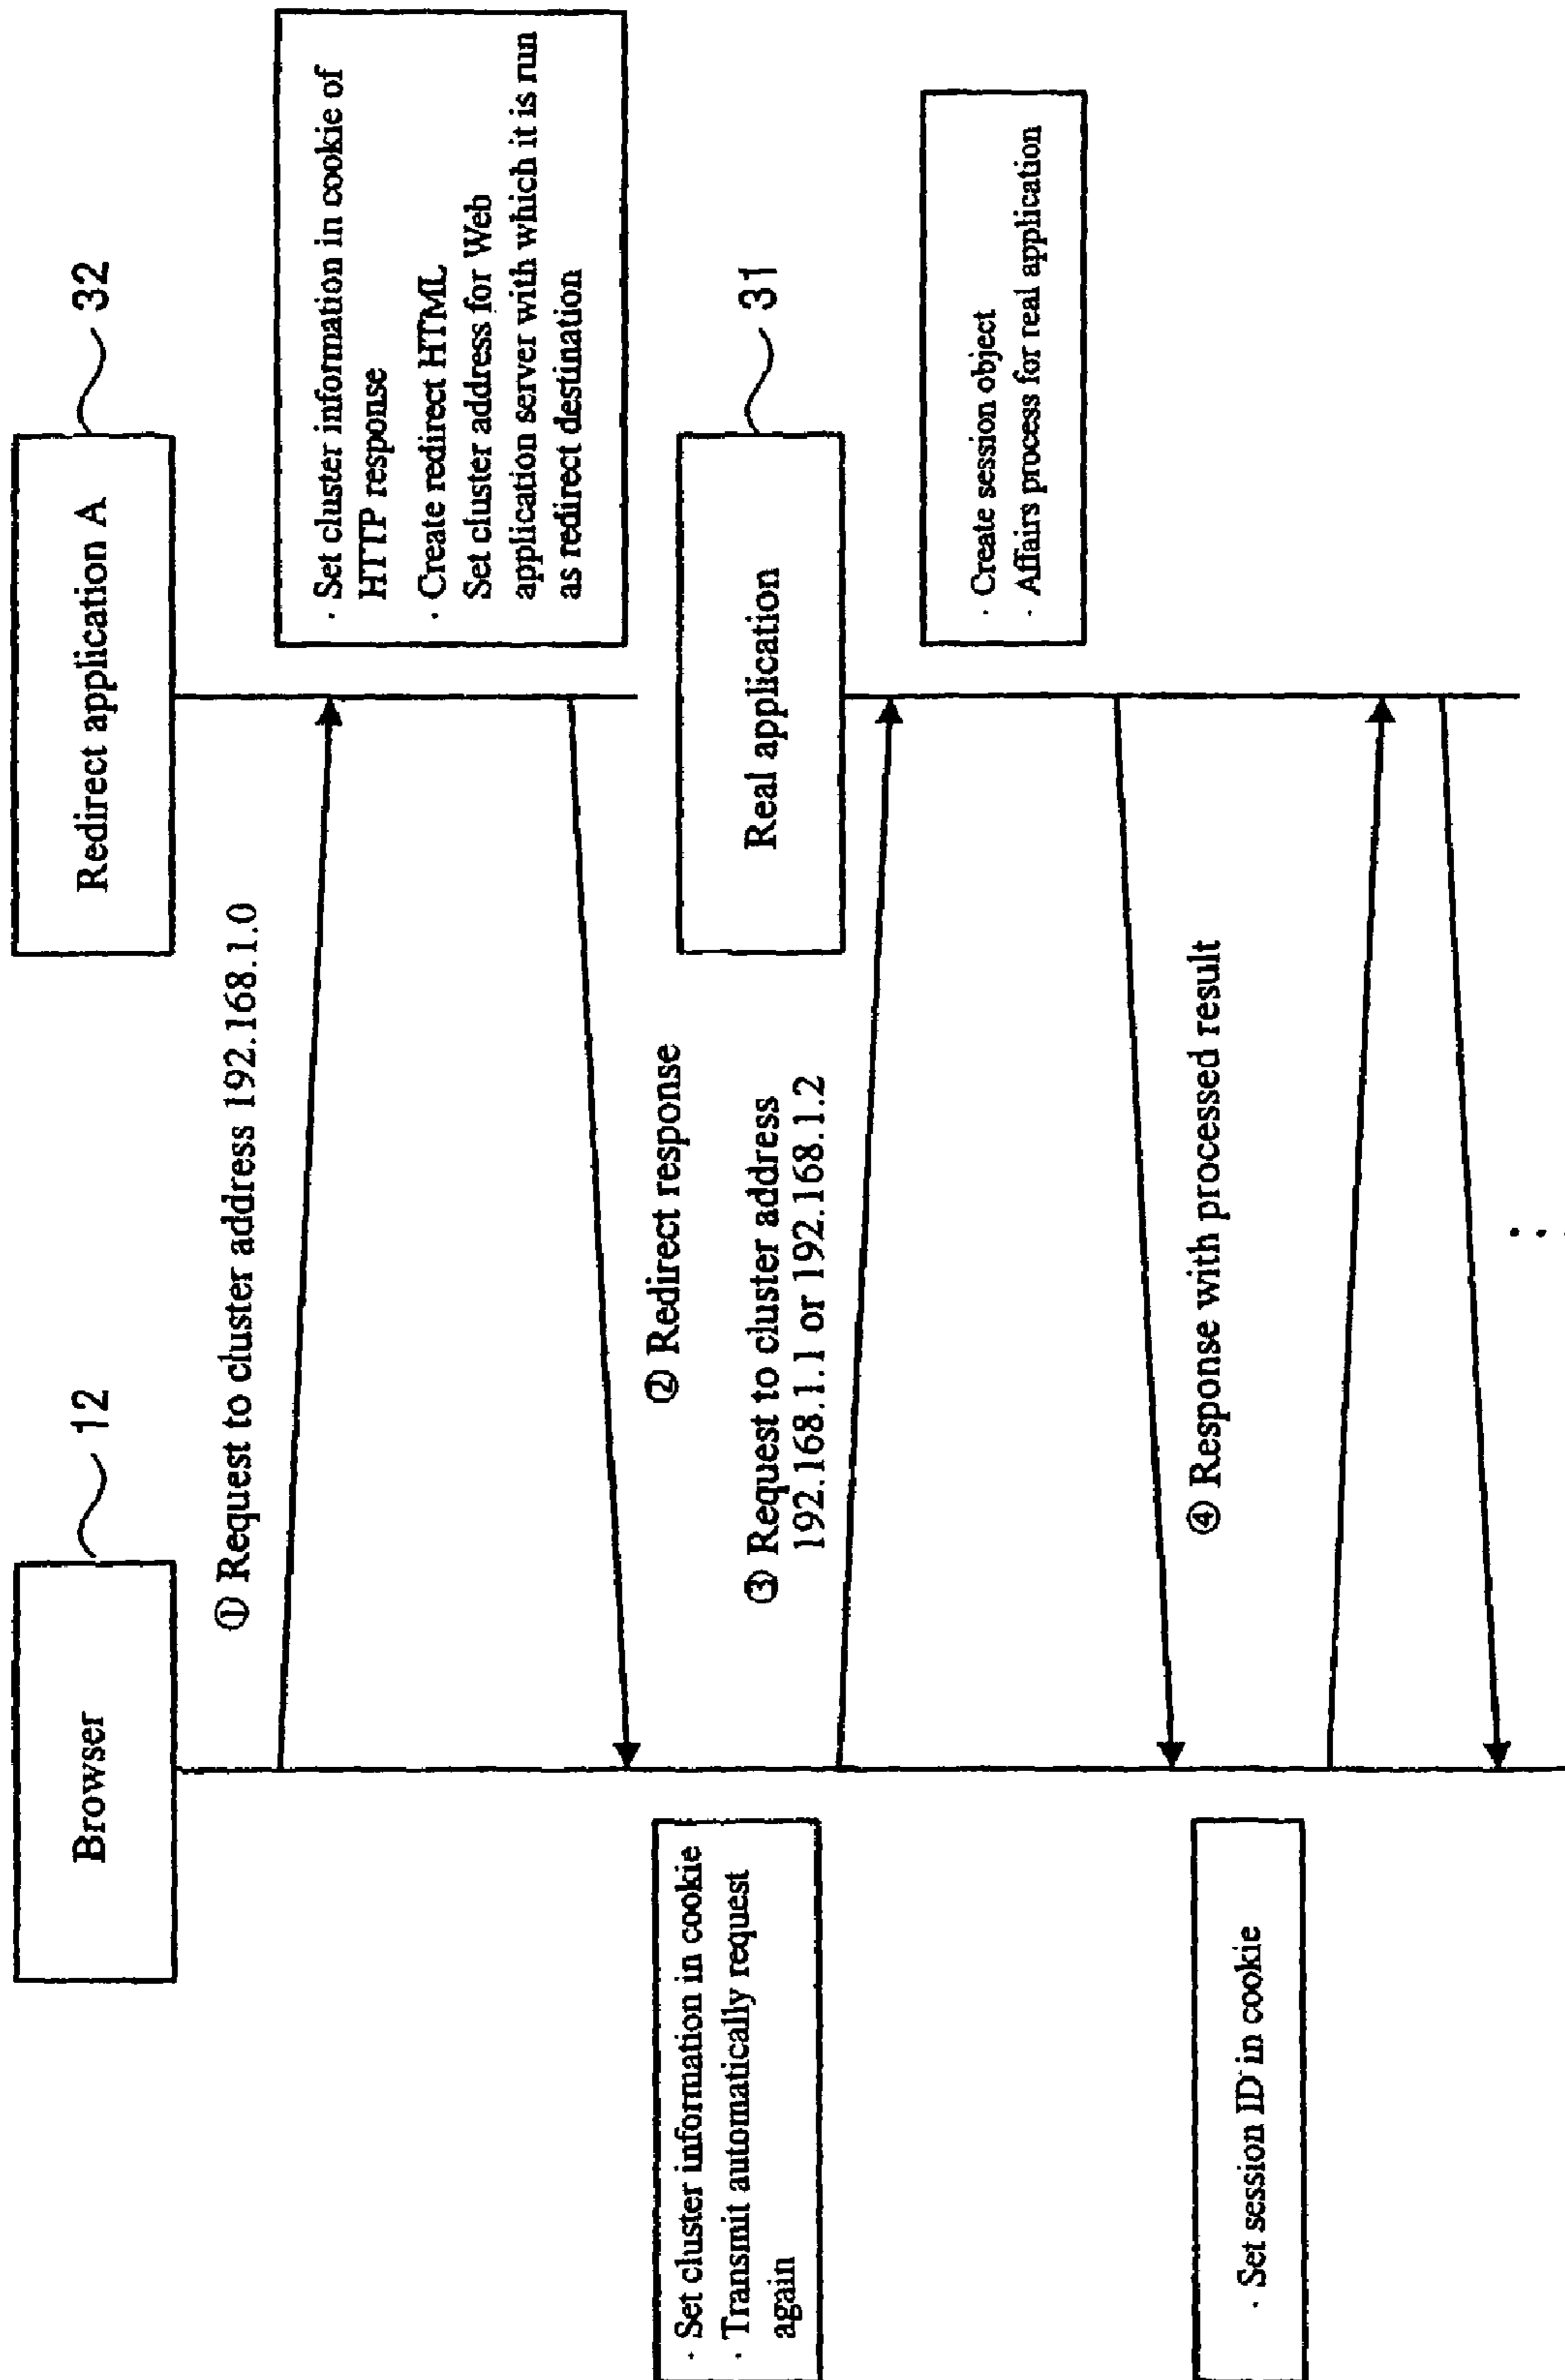 Browser
12
Redirect application A
32
① Request to cluster address 192.168.1.0
· Set cluster information in cookie of
HTTP response
· Create redirect HTML
Set cluster address for Web
application server with which it is run
as redirect destination
② Redirect response
· Set cluster information in cookie
· Transmit automatically request
again
Real application
31
③ Request to cluster address
192.168.1.1 or 192.168.1.2
· Create session object
· Affairs process for real application
④ Response with processed result
· Set session ID in cookie